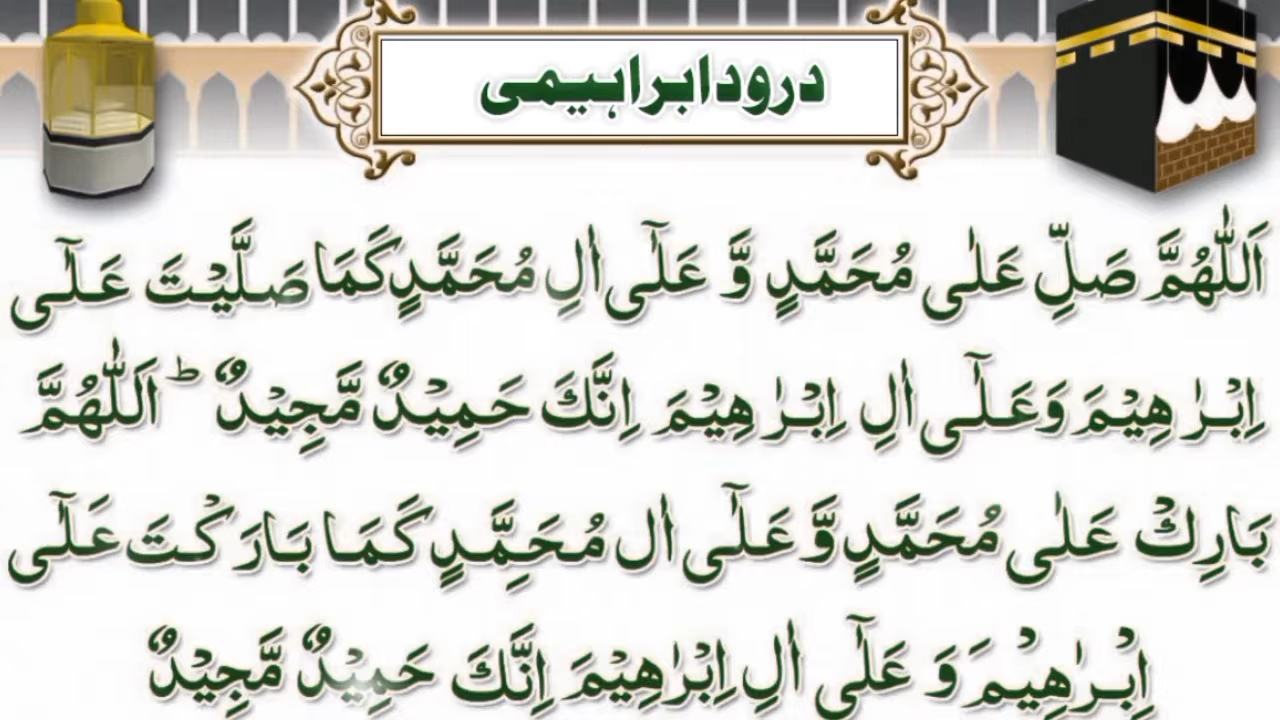 درود ابراہیمی
اَللّٰهُمَّ صَلِّ عَلٰى مُحَمَّدٍ وَّ عَلٰٓى اٰلِ مُحَمَّدٍ كَمَا صَلَّيْتَ عَلٰٓى
اِبْرٰهِيْمَ وَعَلٰٓى اٰلِ اِبْرٰهِيْمَ اِنَّكَ حَمِيْدٌ مَّجِيْدٌ ؕ اَللّٰهُمَّ
بَارِكْ عَلٰى مُحَمَّدٍ وَّ عَلٰٓى اٰل مُحَمِّدٍ كَمَا بَارَكْتَ عَلٰٓى
اِبْرٰهِيْمَ وَ عَلٰٓى اٰلِ اِبْرٰهِيْمَ اِنَّكَ حَمِيْدٌ مَّجِيْدٌ